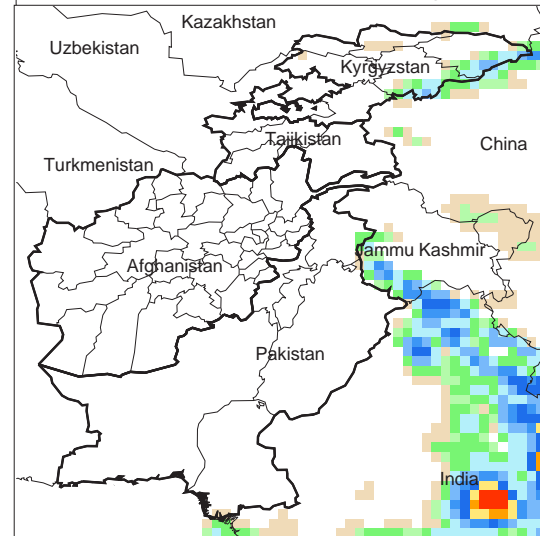 Kazakhstan
Uzbekistan
Kyrgyzstan
Tajikistan
China
Turkmenistan
Jammu Kashmir
Afghanistan
Pakistan
India